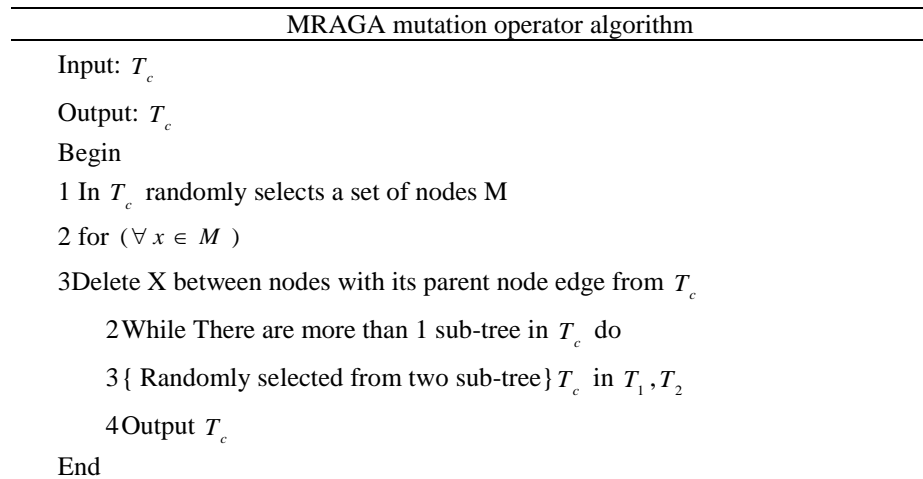 MRAGA mutation operator algorithm
Input: T_c
Output: T_c
Begin
1 In T_c randomly selects a set of nodes M
2 for (∀ x ∈ M )
3Delete X between nodes with its parent node edge from T_c
2While There are more than 1 sub-tree in T_c do
3{ Randomly selected from two sub-tree}T_c in T_1 ,T_2
4Output T_c
End